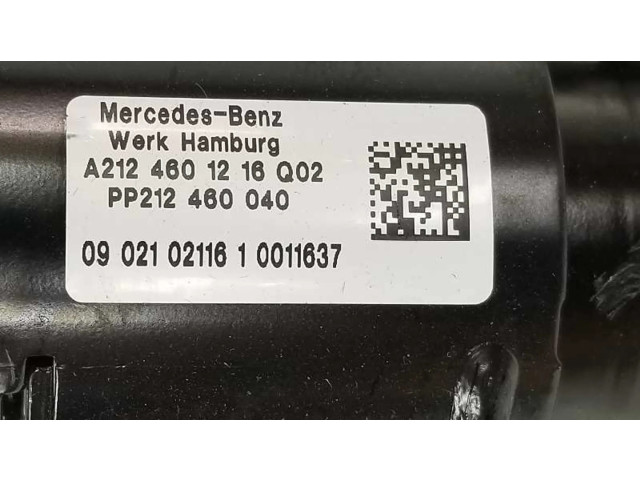 Mercedes-Benz
Werk Hamburg
A212 460 12 16 Q02
PP212 460 040
09 021 02116 1 0011637